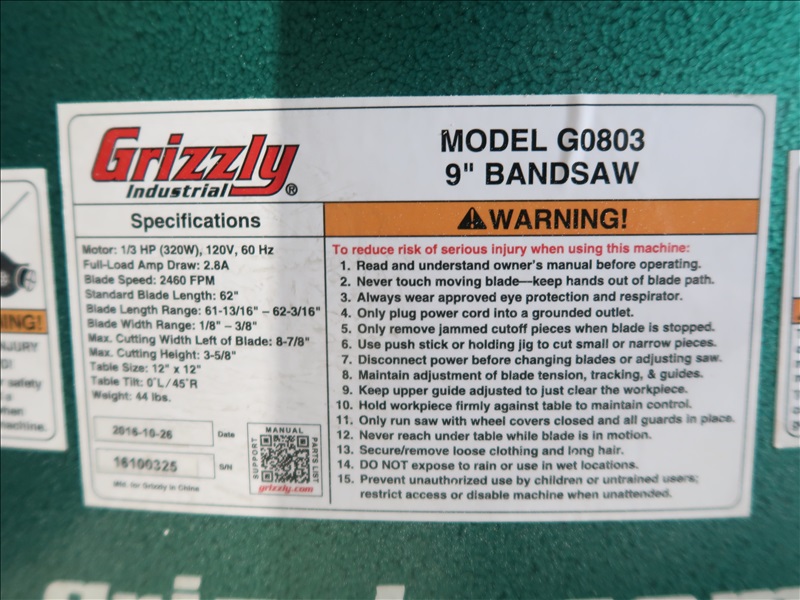 Grizzly
Industrial®
MODEL G0803
9" BANDSAW
Specifications
Motor: 1/3 HP (320W), 120V, 60 Hz
Full-Load Amp Draw: 2.8A
Blade Speed: 2460 FPM
Standard Blade Length: 62"
Blade Length Range: 61-13/16" – 62-3/16"
Blade Width Range: 1/8" – 3/8"
Max. Cutting Width Left of Blade: 8-7/8"
Max. Cutting Height: 3-5/8"
Table Size: 12" x 12"
Table Tilt: 0°L/45°R
Weight: 44 lbs.
2016-10-26 Date
16100325 S/N
Mfd. for Grizzly in China
MANUAL
SUPPORT
PARTS LIST
grizzly.com
WARNING!
To reduce risk of serious injury when using this machine:
1. Read and understand owner's manual before operating.
2. Never touch moving blade—keep hands out of blade path.
3. Always wear approved eye protection and respirator.
4. Only plug power cord into a grounded outlet.
5. Only remove jammed cutoff pieces when blade is stopped.
6. Use push stick or holding jig to cut small or narrow pieces.
7. Disconnect power before changing blades or adjusting saw.
8. Maintain adjustment of blade tension, tracking, & guides.
9. Keep upper guide adjusted to just clear the workpiece.
10. Hold workpiece firmly against table to maintain control.
11. Only run saw with wheel covers closed and all guards in place.
12. Never reach under table while blade is in motion.
13. Secure/remove loose clothing and long hair.
14. DO NOT expose to rain or use in wet locations.
15. Prevent unauthorized use by children or untrained users;
restrict access or disable machine when unattended.
NING!
NJURY
safety
when
machine.